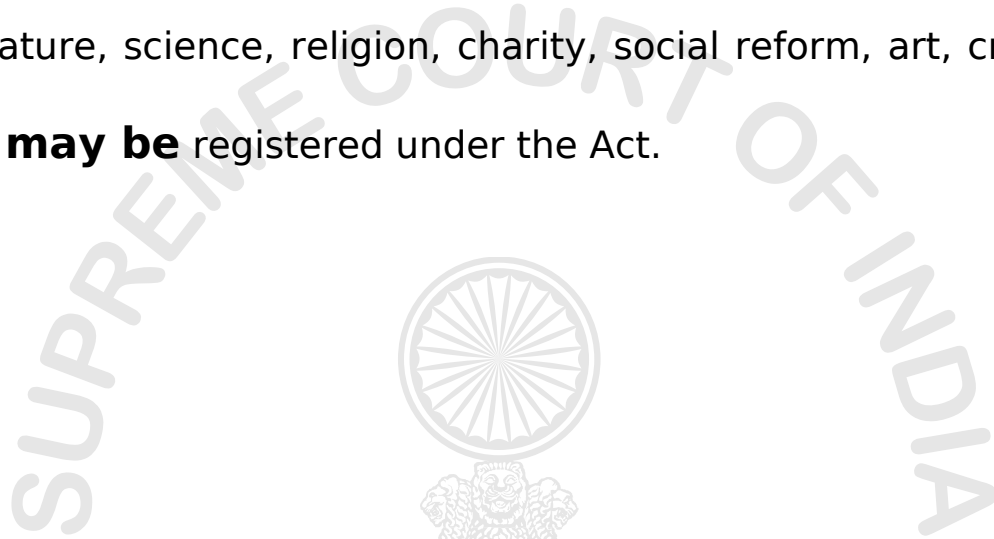 ature, science, religion, charity, social reform, art, cr
may be registered under the Act.
SUPREME COURT OF INDIA